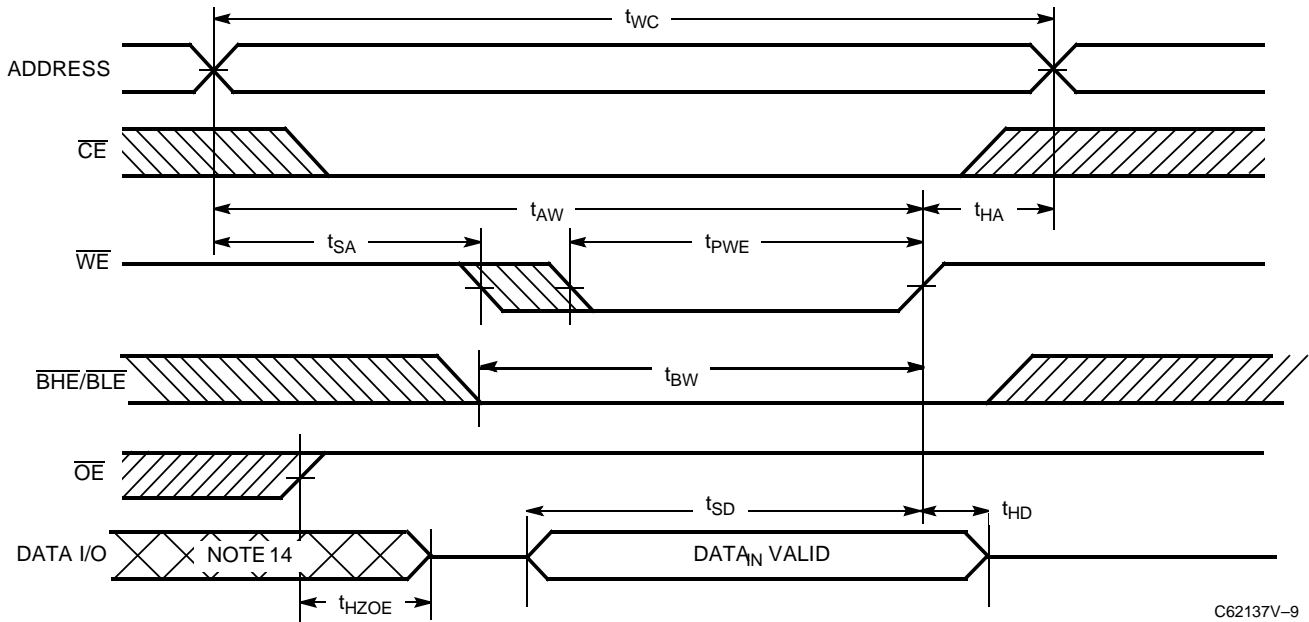 tWC
ADDRESS
CE
tAW
tHA
tSA
tPWE
WE
tBW
BHE/BLE
OE
tSD
tHD
DATA I/O
NOTE 14
DATAIN VALID
tHZOE
C62137V–9